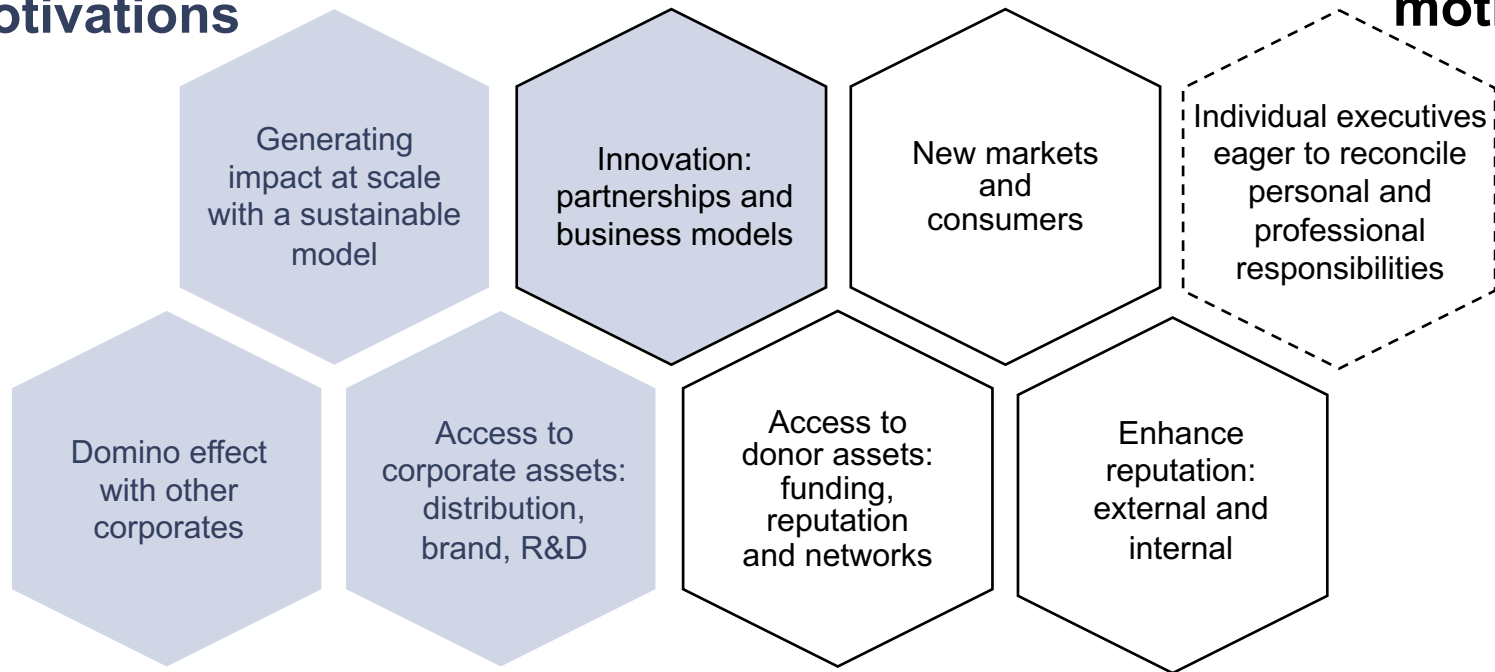 Generating
impact at scale
with a sustainable
model
Innovation:
partnerships and
business models
New markets
and
consumers
Individual executives
eager to reconcile
personal and
professional
responsibilities
Domino effect
with other
corporates
Access to
corporate assets:
distribution,
brand, R&D
Access to
donor assets:
funding,
reputation
and networks
Enhance
reputation:
external and
internal